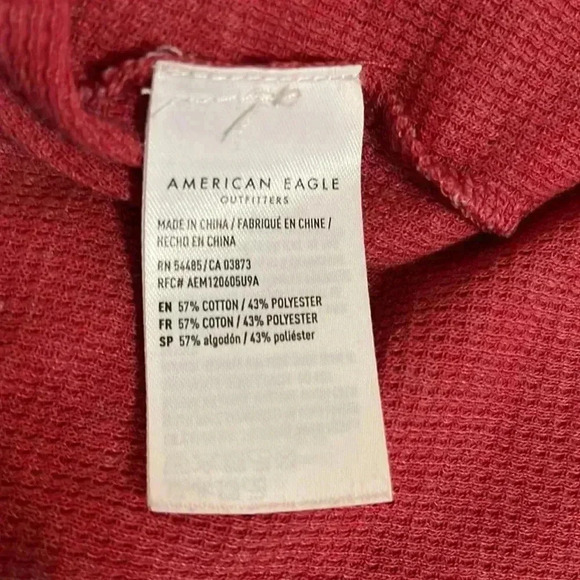 AMERICAN EAGLE
OUTFITTERS
MADE IN CHINA / FABRIQUÉ EN CHINE /
HECHO EN CHINA
RN 54485/CA 03873
RFC# AEM120605U9A
EN 57% COTTON / 43% POLYESTER
FR 57% COTON / 43% POLYESTER
SP 57% algodón / 43% poliéster